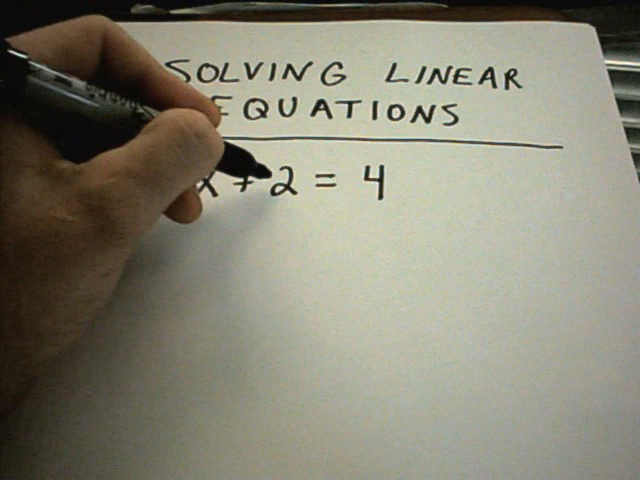 SOLVING LINEAR
EQUATIONS
x + 2 = 4